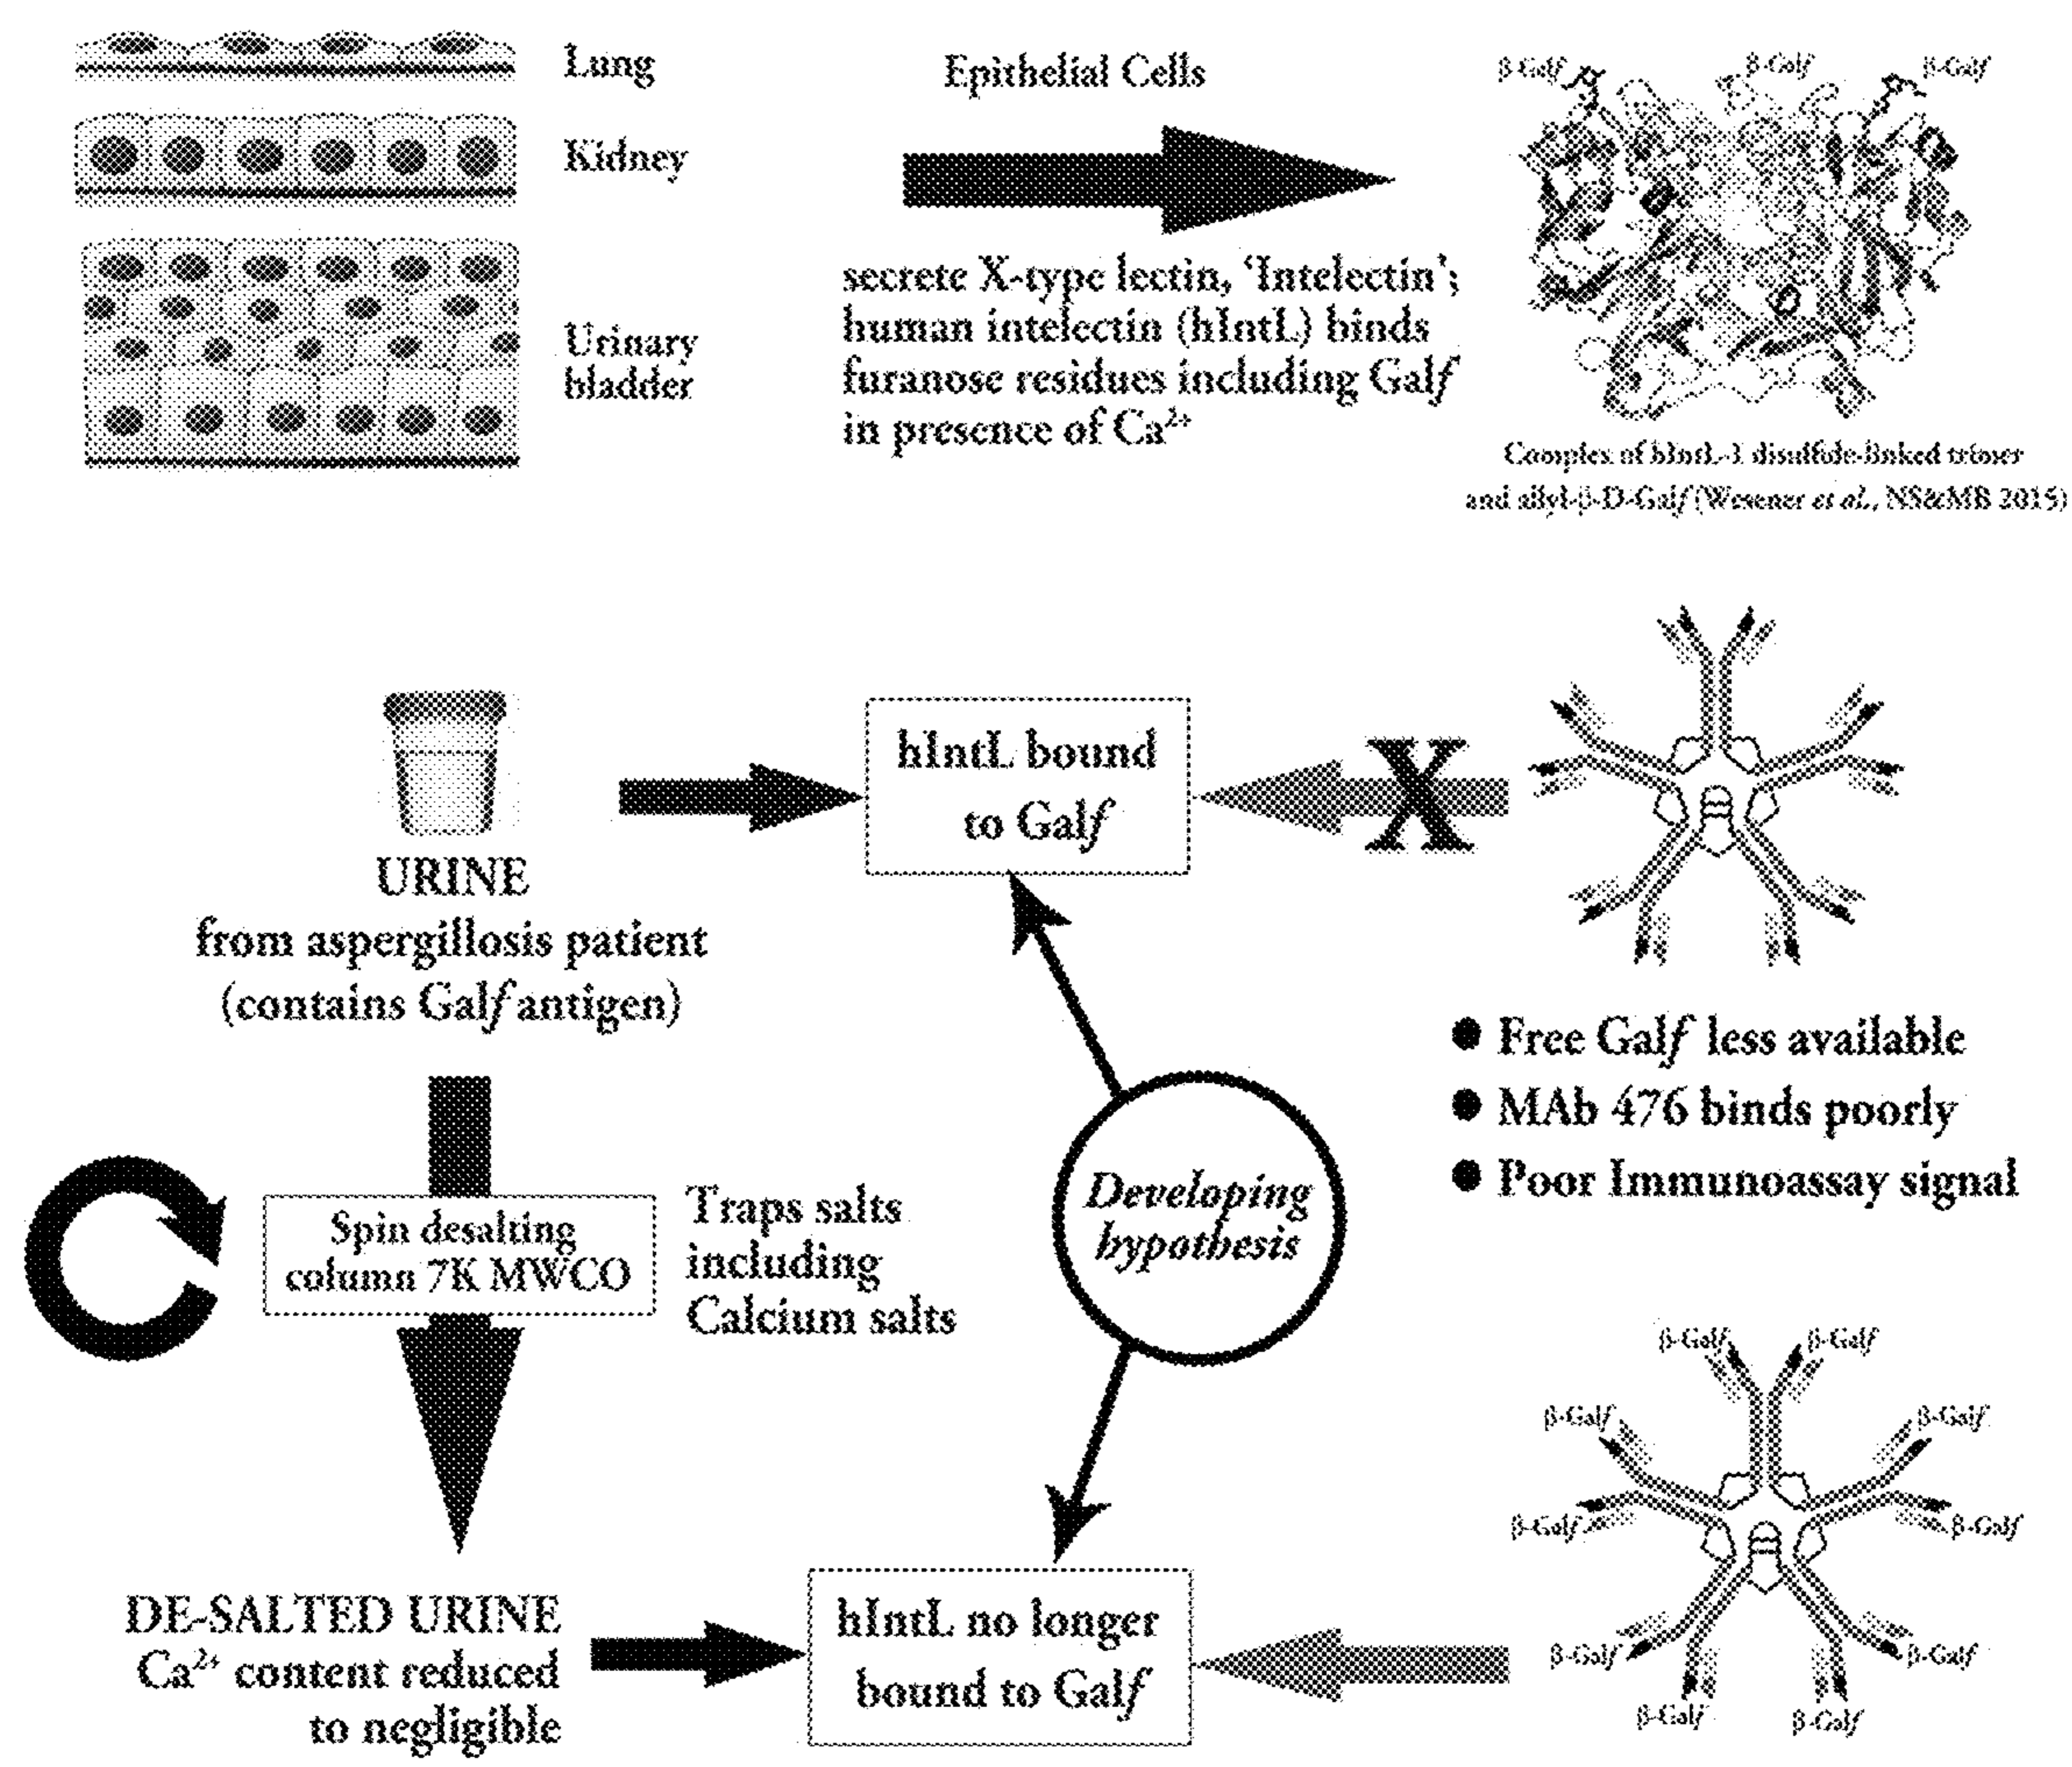 Lung
Kidney
Urinary
bladder
Epithelial Cells
secrete X-type lectin, ‘Intelectin’;
human intelectin (hIntL) binds
furanose residues including Galf
in presence of Ca²⁺
β-Galf
β-Galf
β-Galf
Complex of hIntL-1 disulfide-linked trimer
and allyl-β-D-Galf (Wesener et al., NS&MB 2015)
URINE
from aspergillosis patient
(contains Galf antigen)
hIntL bound
to Galf
X
● Free Galf less available
● MAb 476 binds poorly
● Poor Immunoassay signal
Spin desalting
column 7K MWCO
Traps salts
including
Calcium salts
Developing
hypothesis
DE-SALTED URINE
Ca²⁺ content reduced
to negligible
hIntL no longer
bound to Galf
β-Galf
β-Galf
β-Galf
β-Galf
β-Galf
β-Galf
β-Galf
β-Galf
β-Galf
β-Galf